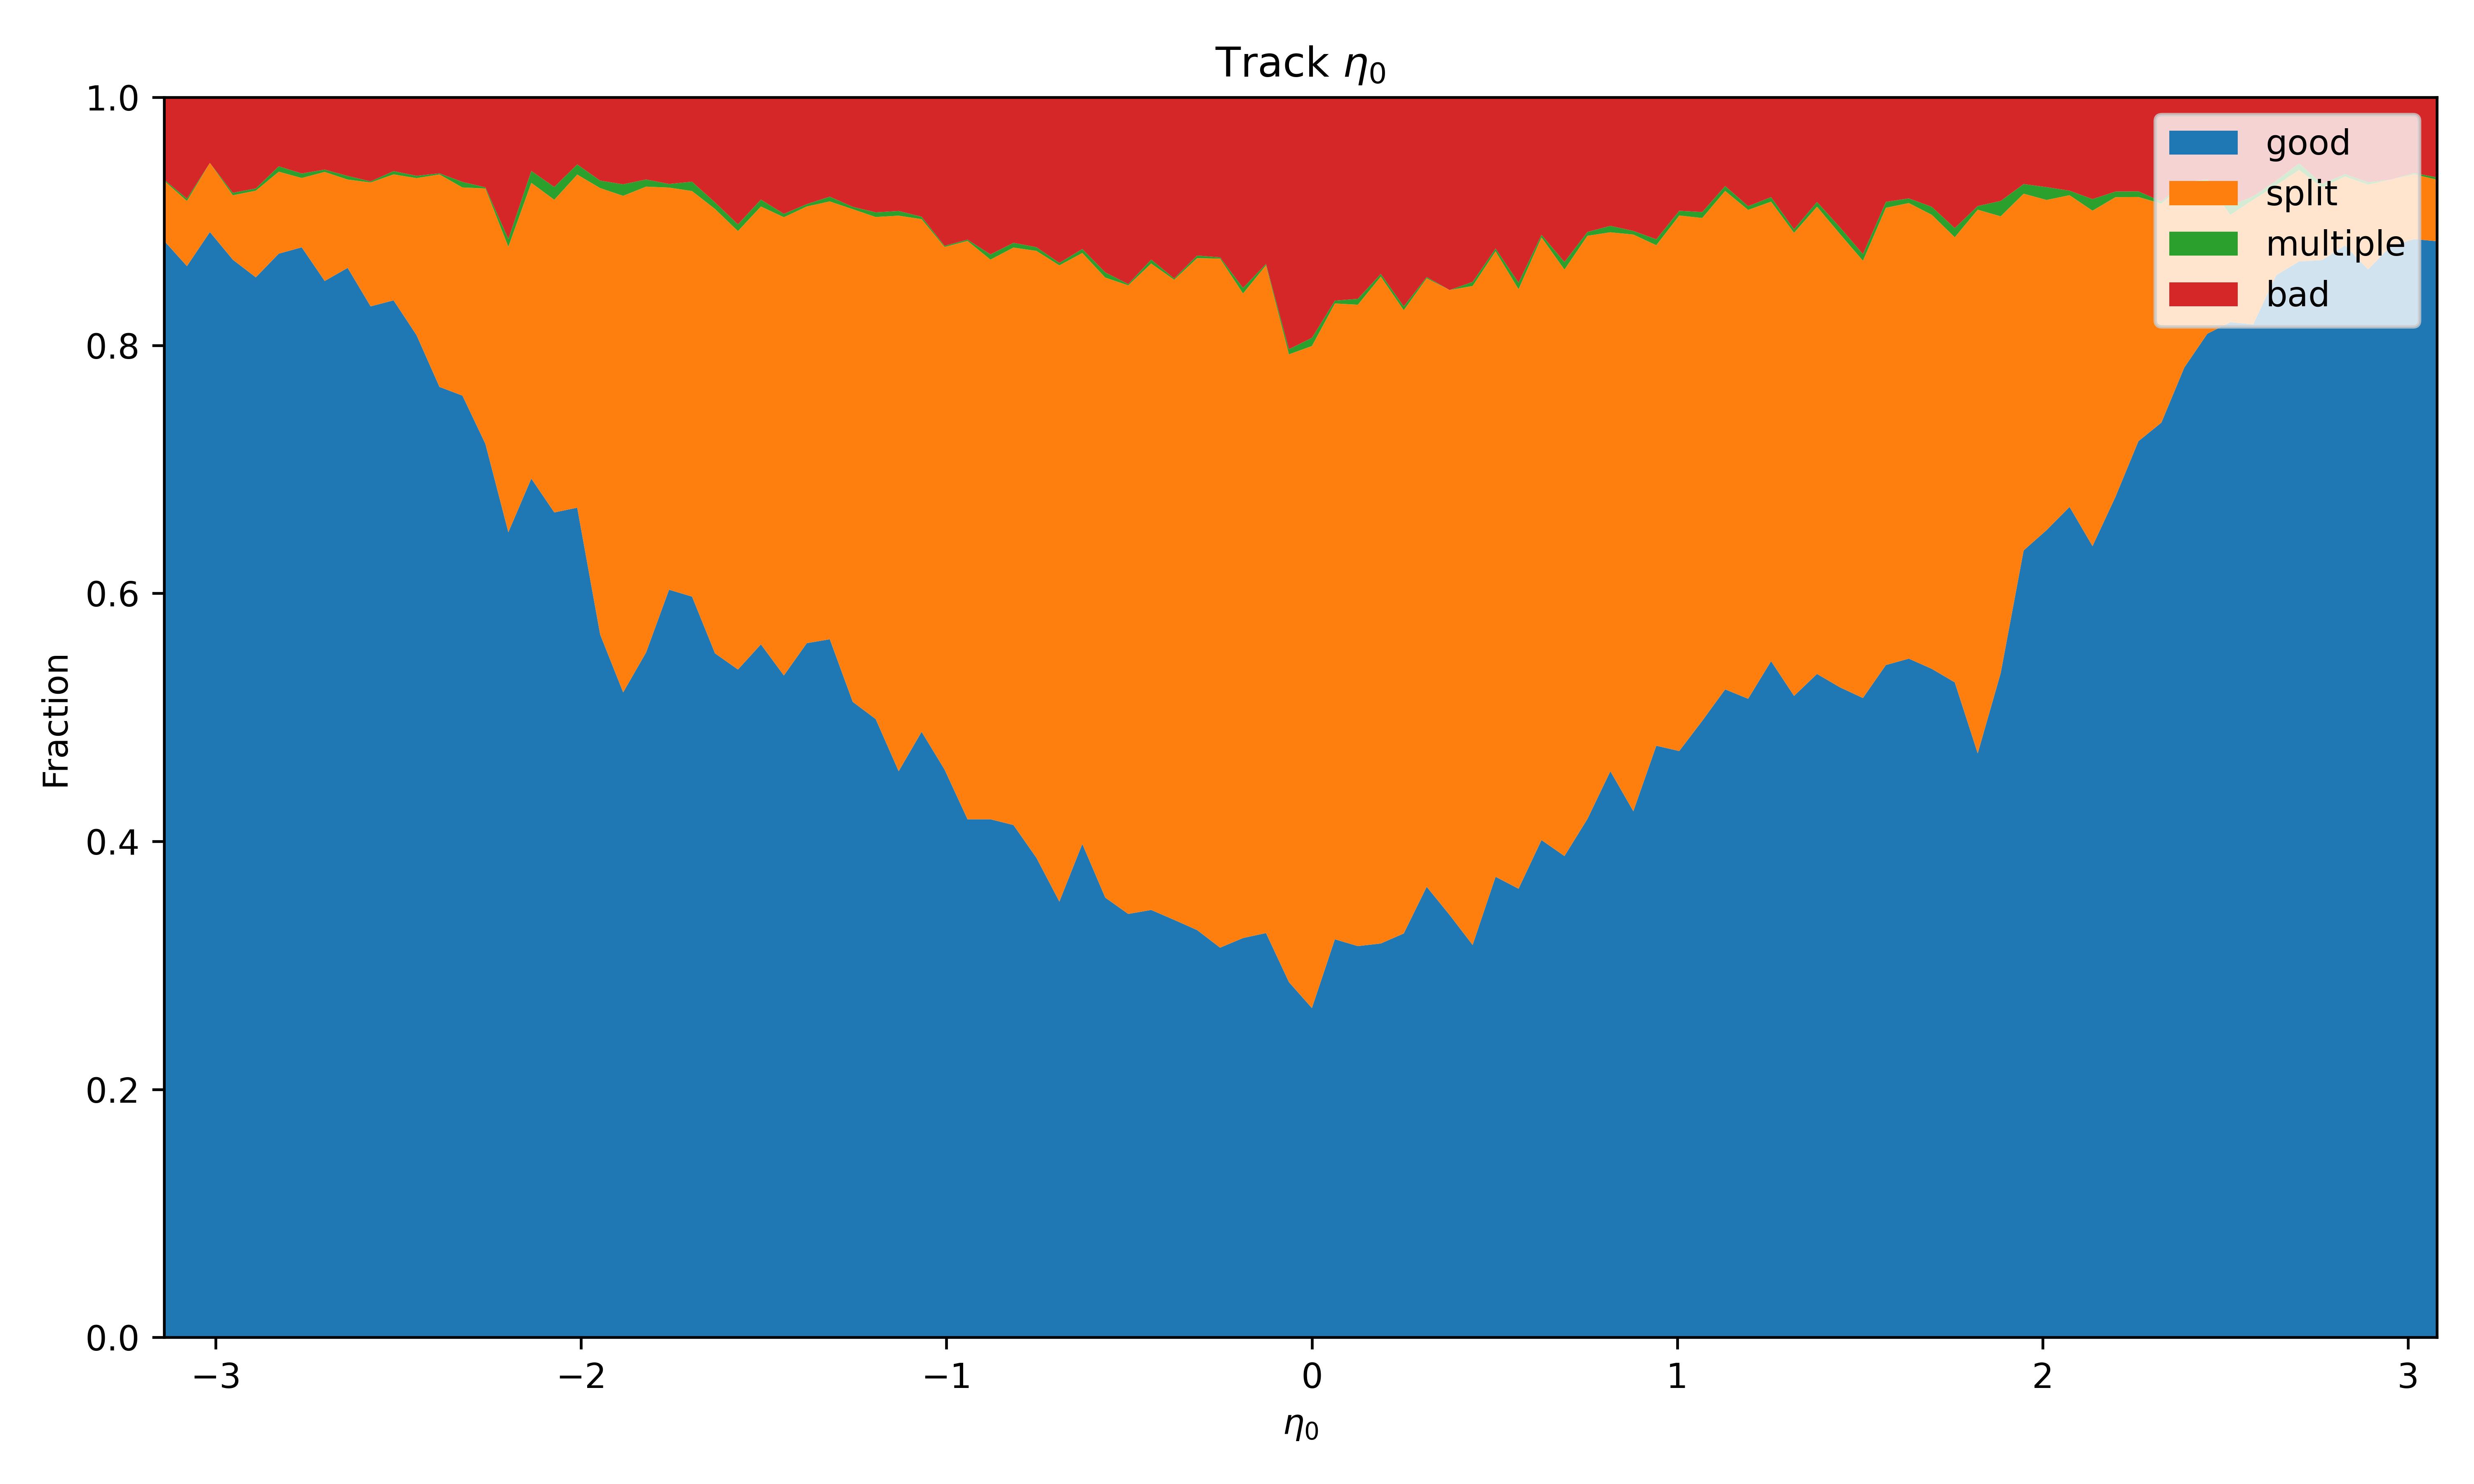 Track η₀
1.0
0.8
0.6
0.4
0.2
0.0
Fraction
good
split
multiple
bad
−3 −2 −1 0 1 2 3
η₀